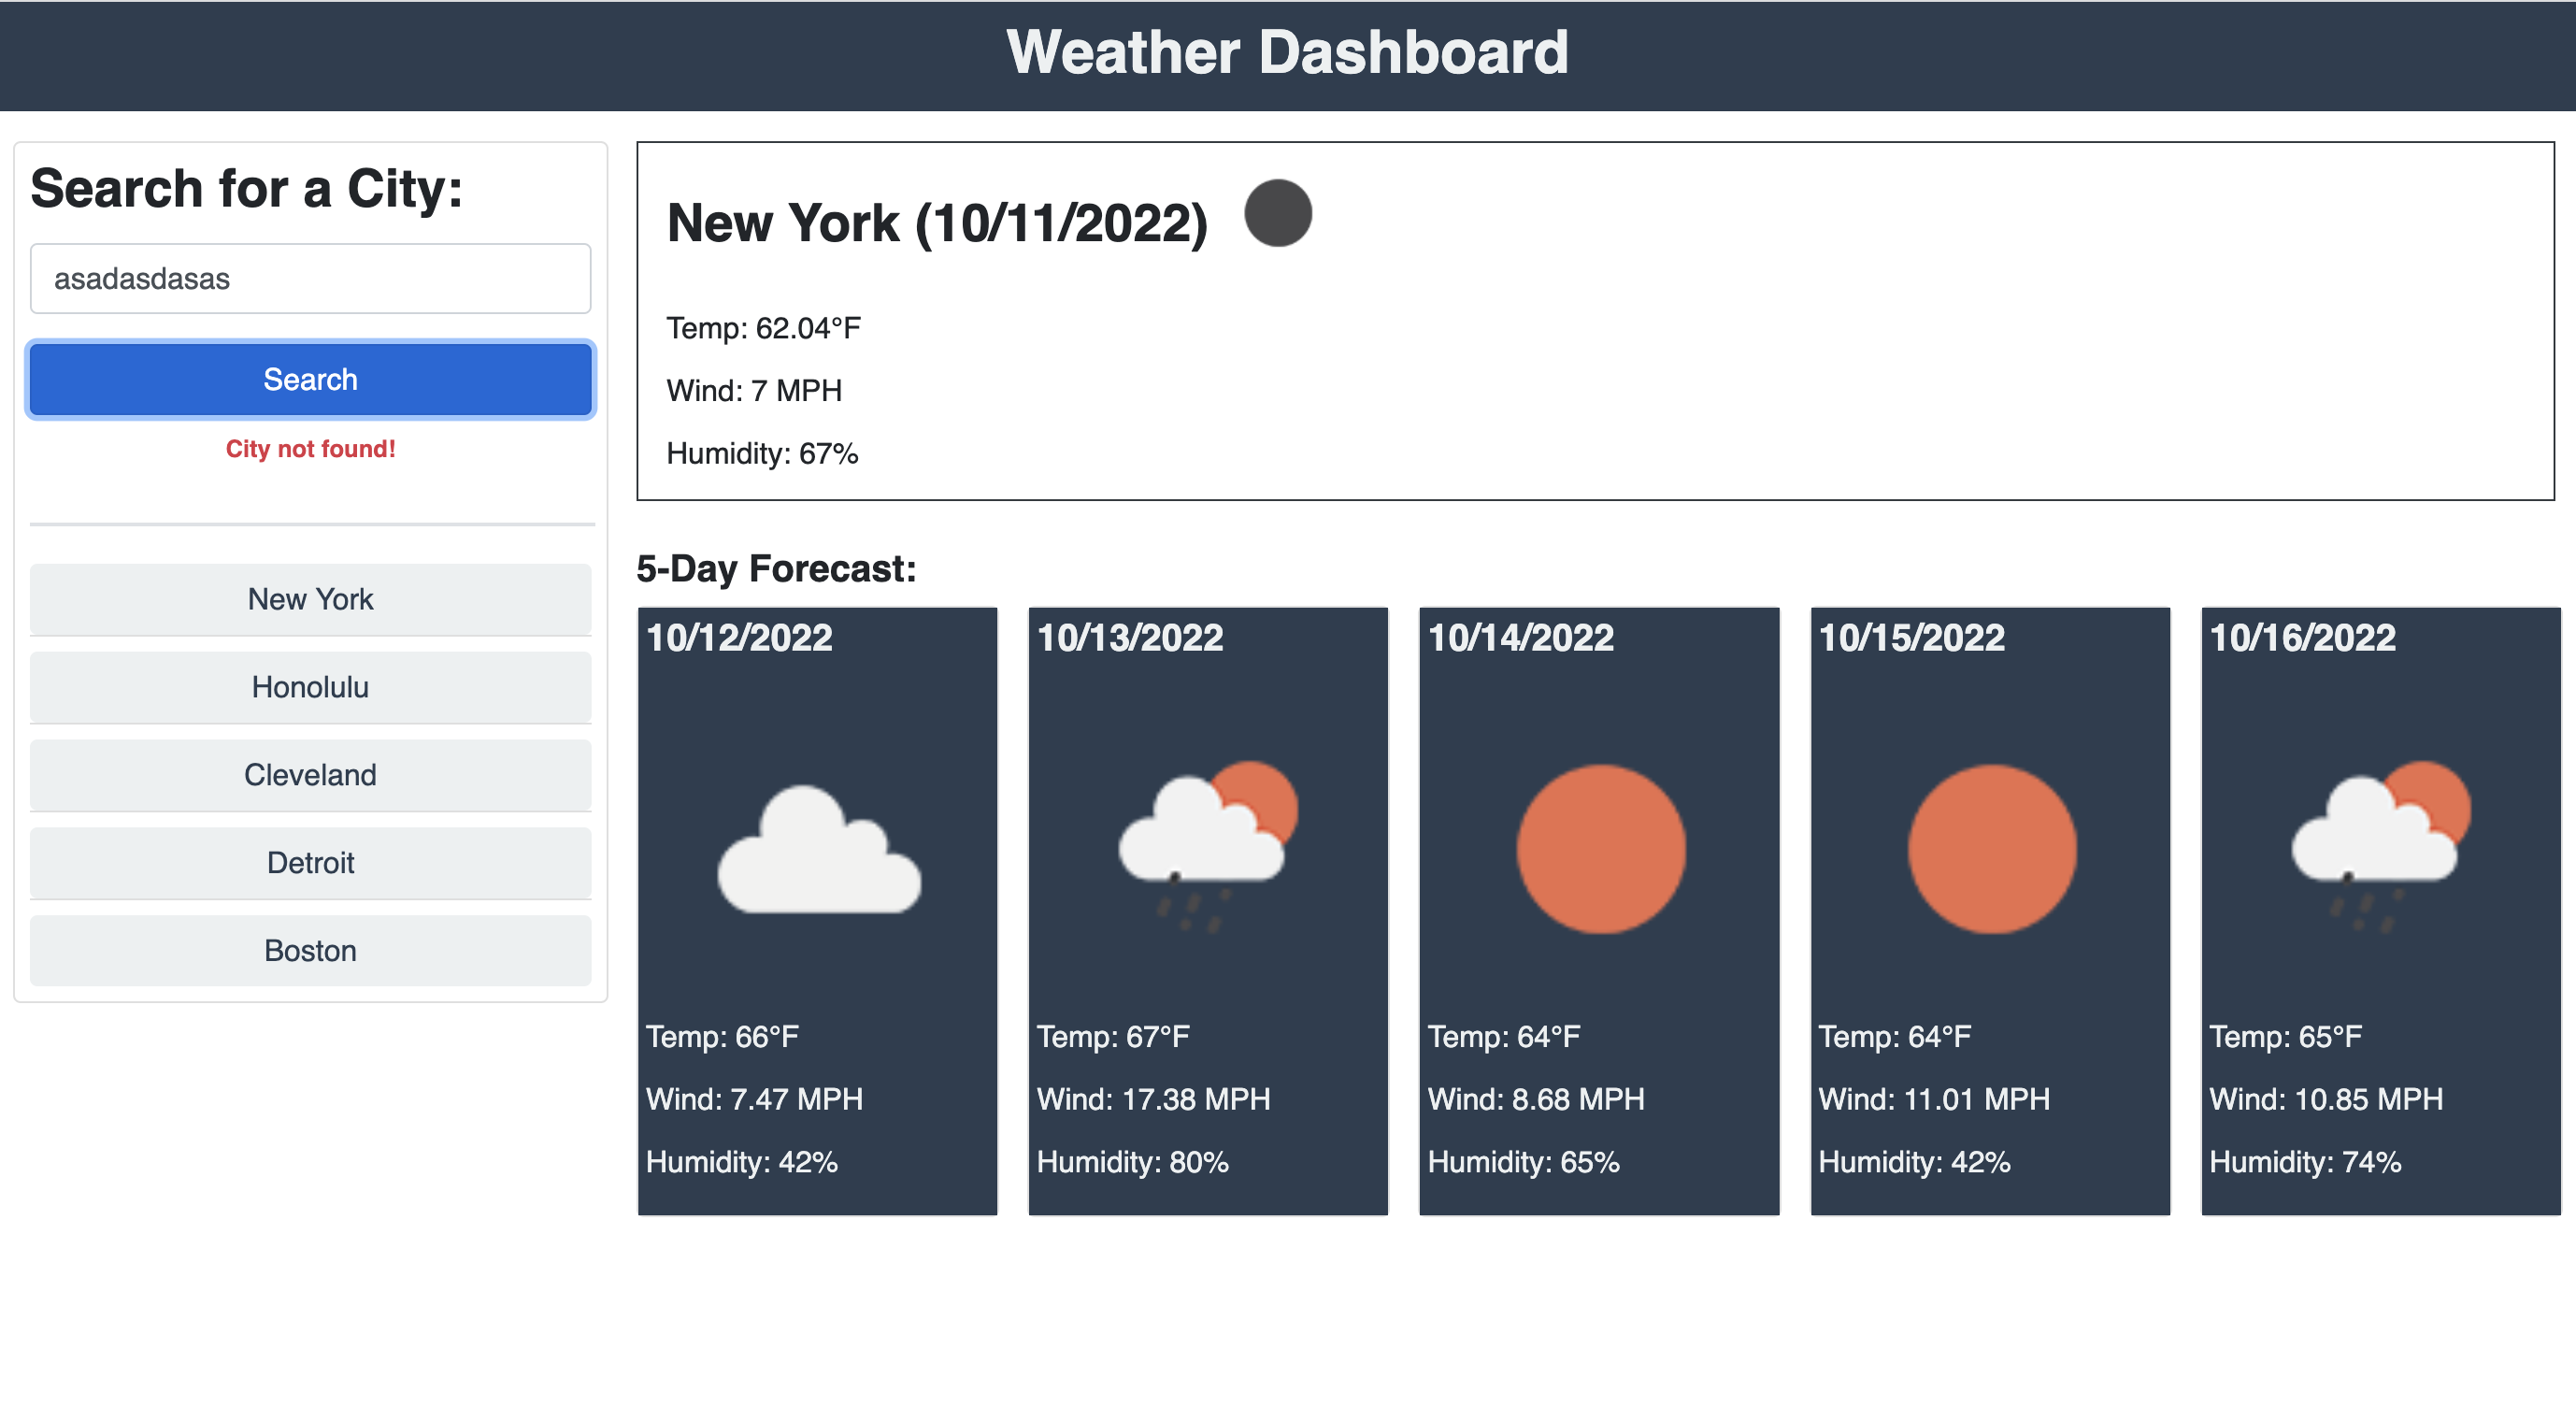 Weather Dashboard
Search for a City:
asadasdasas
Search
City not found!
New York
Honolulu
Cleveland
Detroit
Boston
New York (10/11/2022)
Temp: 62.04°F
Wind: 7 MPH
Humidity: 67%
5-Day Forecast:
10/12/2022
Temp: 66°F
Wind: 7.47 MPH
Humidity: 42%
10/13/2022
Temp: 67°F
Wind: 17.38 MPH
Humidity: 80%
10/14/2022
Temp: 64°F
Wind: 8.68 MPH
Humidity: 65%
10/15/2022
Temp: 64°F
Wind: 11.01 MPH
Humidity: 42%
10/16/2022
Temp: 65°F
Wind: 10.85 MPH
Humidity: 74%